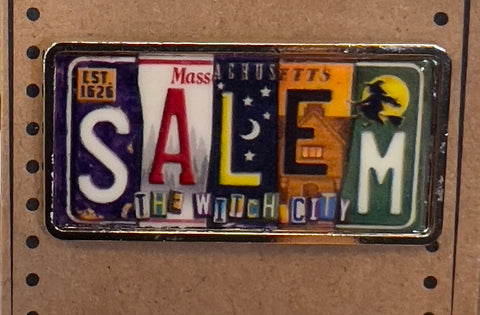 Massachusetts
EST.
1626
SALEM
THE WITCH CITY